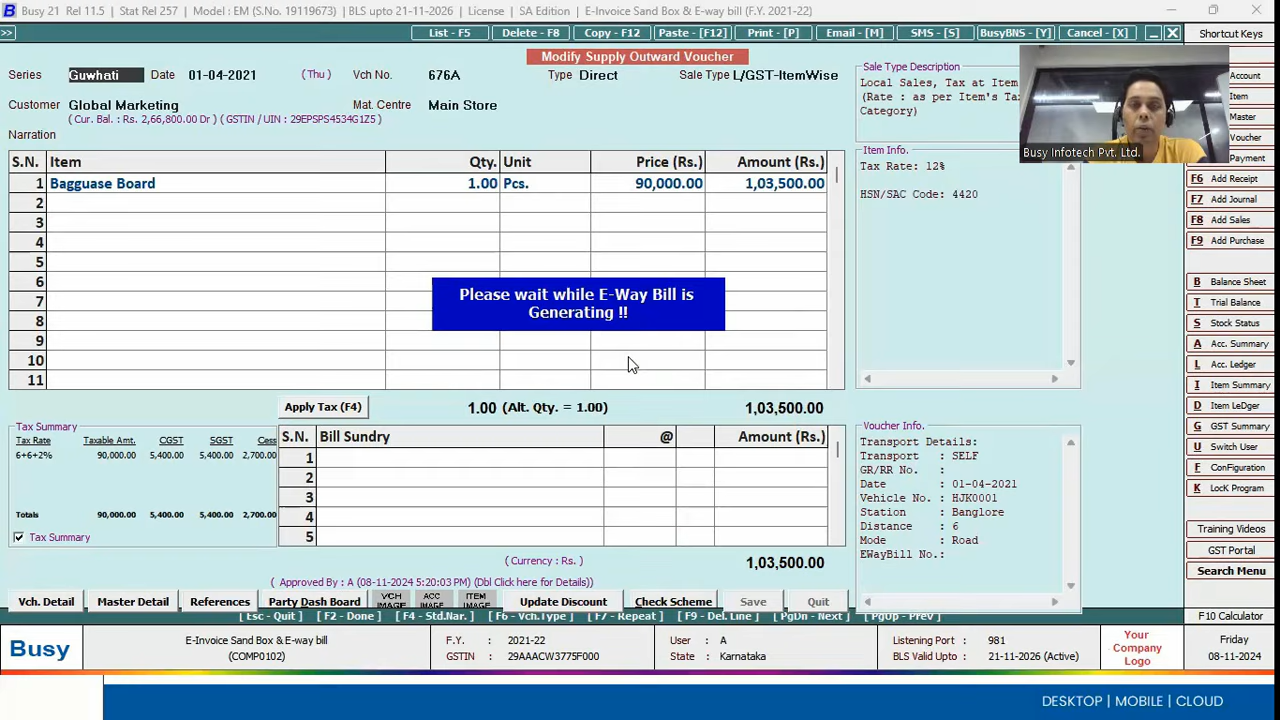 Busy 21 - Rel 11.5 | Stat Rel 257 | Model : EM (S.No. 19119673) | BLS upto 21-11-2026 | License | SA Edition | E-Invoice Sand Box & E-way bill (F.Y. 2021-22)
>> List - F5 Delete - F8 Copy - F12 Paste - [F12] Print - [P] Email - [M] SMS - [S] BusyBNS - [Y] Cancel - [X] Shortcut Keys
Modify Supply Outward Voucher
Series Guwhati Date 01-04-2021 (Thu) Vch No. 676A Type Direct Sale Type L/GST-ItemWise
Customer Global Marketing Mat. Centre Main Store
(Cur. Bal. : Rs. 2,68,800.00 Dr) (GSTIN / UIN : 29EPSPS4534G1Z5)
Narration
Sale Type Description
Local Sales, Tax at Item
(Rate : as per Item's Tax
Category)
Busy Infotech Pvt. Ltd.
S.N. Item Qty. Unit Price (Rs.) Amount (Rs.)
1 Bagguase Board 1.00 Pcs. 90,000.00 1,03,500.00
2
3
4
5
6
7
8
9
10
11
Please wait while E-Way Bill is
Generating !!
Item Info.
Tax Rate: 12%
HSN/SAC Code: 4420
Apply Tax (F4) 1.00 (Alt. Qty. = 1.00) 1,03,500.00
Tax Summary
Tax Rate Taxable Amt. CGST SGST Cess
6+6+2% 90,000.00 5,400.00 5,400.00 2,700.00
Totals 90,000.00 5,400.00 5,400.00 2,700.00
Tax Summary
S.N. Bill Sundry @ Amount (Rs.)
1
2
3
4
5
(Currency : Rs. ) 1,03,500.00
( Approved By : A (08-11-2024 5:20:03 PM) (Dbl Click here for Details))
Voucher Info.
Transport Details:
Transport : SELF
GR/RR No. :
Date : 01-04-2021
Vehicle No. : HJK0001
Station : Banglore
Distance : 6
Mode : Road
EWayBill No.:
Vch. Detail Master Detail References Party Dash Board VCH IMAGE ACC IMAGE ITEM IMAGE Update Discount Check Scheme Save Quit
[ Esc - Quit ] [ F2 - Done ] [ F4 - Std.Nar. ] [ F6 - Vch.Type ] [ F7 - Repeat ] [ F9 - Del. Line ] [ PgDn - Next ] [ PgUp - Prev ]
Account
Item
Master
Voucher
Payment
F6 Add Receipt
F7 Add Journal
F8 Add Sales
F9 Add Purchase
B Balance Sheet
T Trial Balance
S Stock Status
A Acc. Summary
L Acc. Ledger
I Item Summary
D Item LeDger
G GST Summary
U Switch User
F ConFiguration
K LocK Program
Training Videos
GST Portal
Search Menu
F10 Calculator
Busy
E-Invoice Sand Box & E-way bill
(COMP0102)
F.Y. : 2021-22
GSTIN : 29AAACW3775F000
User : A
State : Karnataka
Listening Port : 981
BLS Valid Upto : 21-11-2026 (Active)
Your
Company
Logo
Friday
08-11-2024
DESKTOP | MOBILE | CLOUD